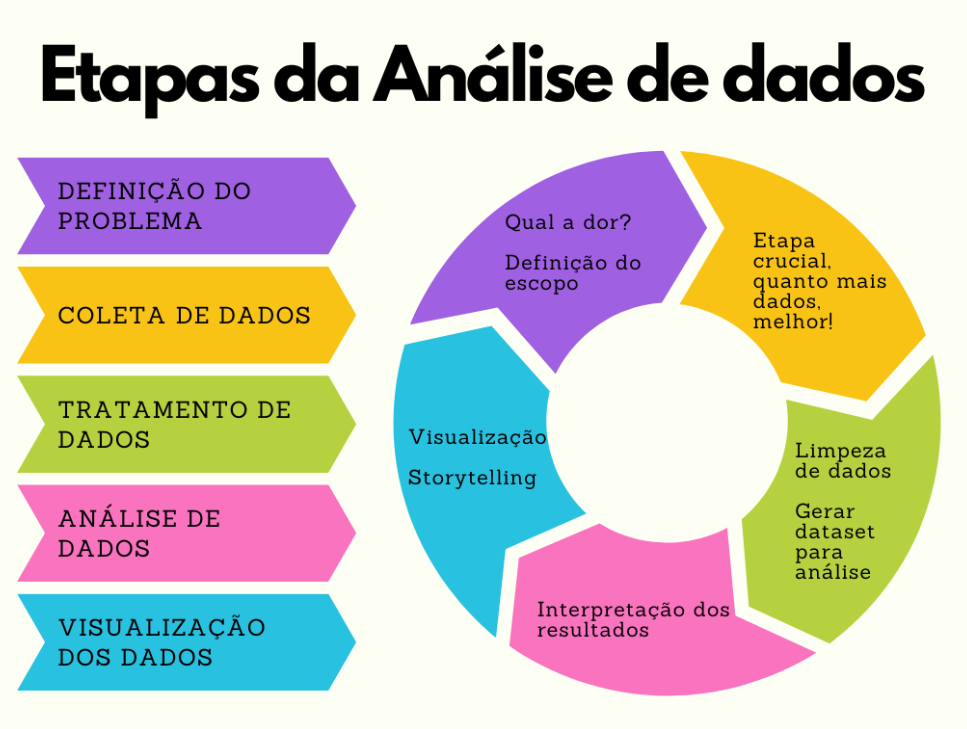 Etapas da Análise de dados
DEFINIÇÃO DO
PROBLEMA
COLETA DE DADOS
TRATAMENTO DE
DADOS
ANÁLISE DE
DADOS
VISUALIZAÇÃO
DOS DADOS
Qual a dor?
Definição do
escopo
Etapa
crucial,
quanto mais
dados,
melhor!
Limpeza
de dados
Gerar
dataset
para
análise
Interpretação dos
resultados
Visualização
Storytelling